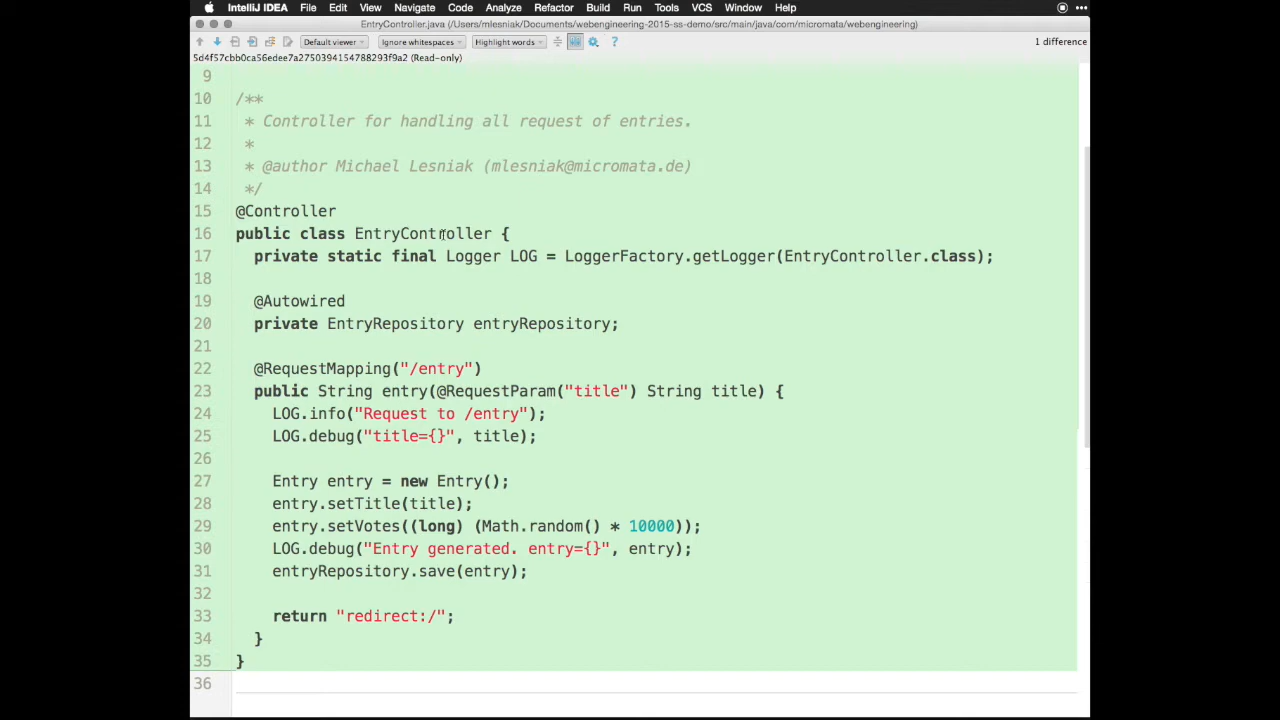 IntelliJ IDEA File Edit View Navigate Code Analyze Refactor Build Run Tools VCS Window Help
EntryController.java (/Users/mlesniak/Documents/webengineering-2015-ss-demo/src/main/java/com/micromata/webengineering)
Default viewer Ignore whitespaces Highlight words ? 1 difference
5d4f57cbb0ca56edee7a2750394154788293f9a2 (Read-only)
9
10 /**
11 * Controller for handling all request of entries.
12 *
13 * @author Michael Lesniak (mlesniak@micromata.de)
14 */
15 @Controller
16 public class EntryController {
17 private static final Logger LOG = LoggerFactory.getLogger(EntryController.class);
18
19 @Autowired
20 private EntryRepository entryRepository;
21
22 @RequestMapping("/entry")
23 public String entry(@RequestParam("title") String title) {
24 LOG.info("Request to /entry");
25 LOG.debug("title={}", title);
26
27 Entry entry = new Entry();
28 entry.setTitle(title);
29 entry.setVotes((long) (Math.random() * 10000));
30 LOG.debug("Entry generated. entry={}", entry);
31 entryRepository.save(entry);
32
33 return "redirect:/";
34 }
35 }
36